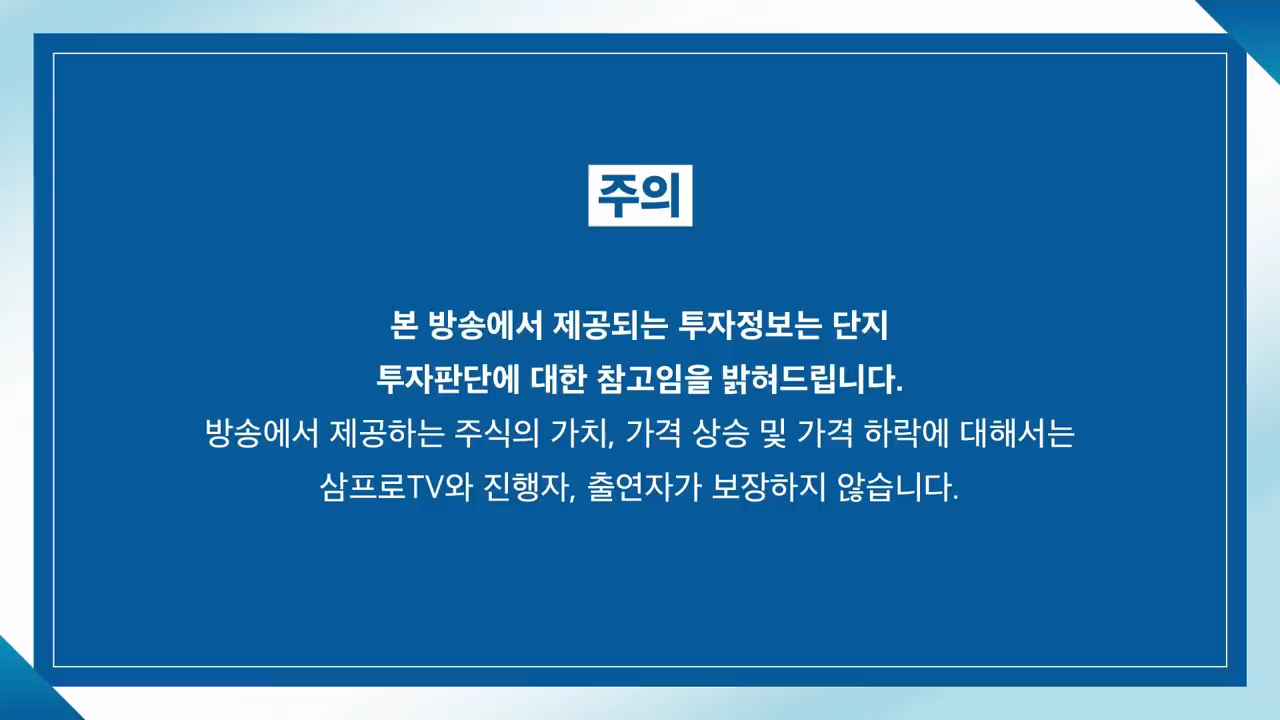 주의
본 방송에서 제공되는 투자정보는 단지
투자판단에 대한 참고임을 밝혀드립니다.
방송에서 제공하는 주식의 가치, 가격 상승 및 가격 하락에 대해서는
삼프로TV와 진행자, 출연자가 보장하지 않습니다.